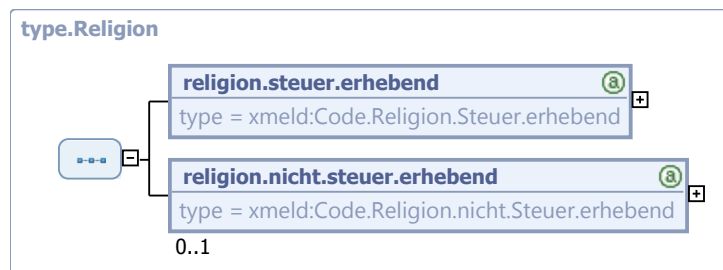 type.Religion
religion.steuer.erhebend
type = xmeld:Code.Religion.Steuer.erhebend
religion.nicht.steuer.erhebend
type = xmeld:Code.Religion.nicht.Steuer.erhebend
0..1